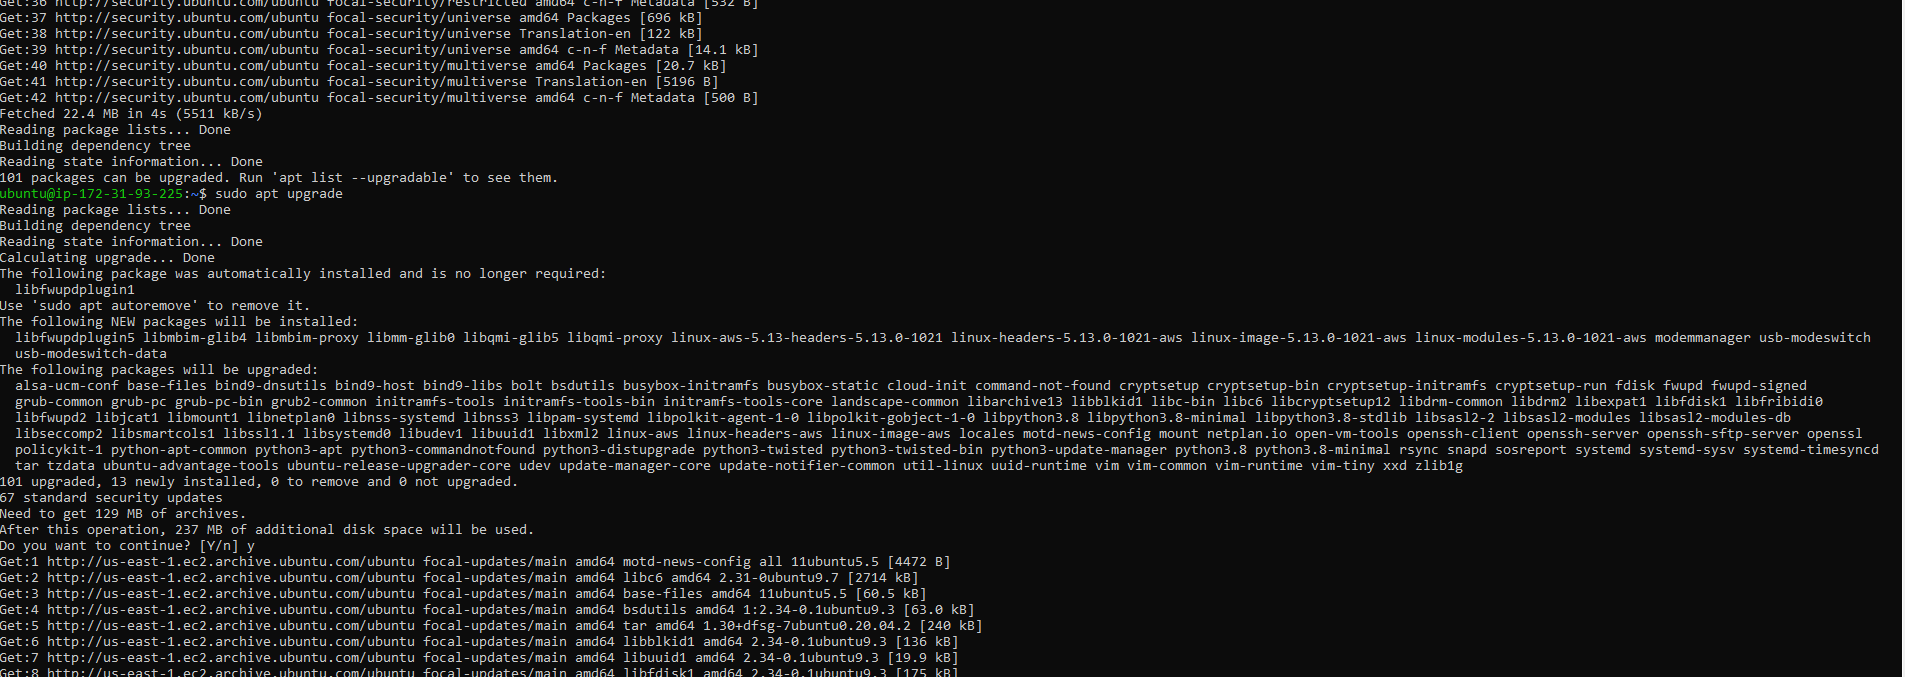 Get:36 http://security.ubuntu.com/ubuntu focal-security/restricted amd64 c-n-f Metadata [532 B]
Get:37 http://security.ubuntu.com/ubuntu focal-security/universe amd64 Packages [696 kB]
Get:38 http://security.ubuntu.com/ubuntu focal-security/universe Translation-en [122 kB]
Get:39 http://security.ubuntu.com/ubuntu focal-security/universe amd64 c-n-f Metadata [14.1 kB]
Get:40 http://security.ubuntu.com/ubuntu focal-security/multiverse amd64 Packages [20.7 kB]
Get:41 http://security.ubuntu.com/ubuntu focal-security/multiverse Translation-en [5196 B]
Get:42 http://security.ubuntu.com/ubuntu focal-security/multiverse amd64 c-n-f Metadata [500 B]
Fetched 22.4 MB in 4s (5511 kB/s)
Reading package lists... Done
Building dependency tree
Reading state information... Done
101 packages can be upgraded. Run 'apt list --upgradable' to see them.
ubuntu@ip-172-31-93-225:~$ sudo apt upgrade
Reading package lists... Done
Building dependency tree
Reading state information... Done
Calculating upgrade... Done
The following package was automatically installed and is no longer required:
  libfwupdplugin1
Use 'sudo apt autoremove' to remove it.
The following NEW packages will be installed:
  libfwupdplugin5 libmbim-glib4 libmbim-proxy libmm-glib0 libqmi-glib5 libqmi-proxy linux-aws-5.13-headers-5.13.0-1021 linux-headers-5.13.0-1021-aws linux-image-5.13.0-1021-aws linux-modules-5.13.0-1021-aws modemmanager usb-modeswitch
  usb-modeswitch-data
The following packages will be upgraded:
  alsa-ucm-conf base-files bind9-dnsutils bind9-host bind9-libs bolt bsdutils busybox-initramfs busybox-static cloud-init command-not-found cryptsetup cryptsetup-bin cryptsetup-initramfs cryptsetup-run fdisk fwupd fwupd-signed
  grub-common grub-pc grub-pc-bin grub2-common initramfs-tools initramfs-tools-bin initramfs-tools-core landscape-common libarchive13 libblkid1 libc-bin libc6 libcryptsetup12 libdrm-common libdrm2 libexpat1 libfdisk1 libfribidi0
  libfwupd2 libjcat1 libmount1 libnetplan0 libnss-systemd libnss3 libpam-systemd libpolkit-agent-1-0 libpolkit-gobject-1-0 libpython3.8 libpython3.8-minimal libpython3.8-stdlib libsasl2-2 libsasl2-modules libsasl2-modules-db
  libseccomp2 libsmartcols1 libssl1.1 libsystemd0 libudev1 libuuid1 libxml2 linux-aws linux-headers-aws linux-image-aws locales motd-news-config mount netplan.io open-vm-tools openssh-client openssh-server openssh-sftp-server openssl
  policykit-1 python-apt-common python3-apt python3-commandnotfound python3-distupgrade python3-twisted python3-twisted-bin python3-update-manager python3.8 python3.8-minimal rsync snapd sosreport systemd systemd-sysv systemd-timesyncd
  tar tzdata ubuntu-advantage-tools ubuntu-release-upgrader-core udev update-manager-core update-notifier-common util-linux uuid-runtime vim vim-common vim-runtime vim-tiny xxd zlib1g
101 upgraded, 13 newly installed, 0 to remove and 0 not upgraded.
67 standard security updates
Need to get 129 MB of archives.
After this operation, 237 MB of additional disk space will be used.
Do you want to continue? [Y/n] y
Get:1 http://us-east-1.ec2.archive.ubuntu.com/ubuntu focal-updates/main amd64 motd-news-config all 11ubuntu5.5 [4472 B]
Get:2 http://us-east-1.ec2.archive.ubuntu.com/ubuntu focal-updates/main amd64 libc6 amd64 2.31-0ubuntu9.7 [2714 kB]
Get:3 http://us-east-1.ec2.archive.ubuntu.com/ubuntu focal-updates/main amd64 base-files amd64 11ubuntu5.5 [60.5 kB]
Get:4 http://us-east-1.ec2.archive.ubuntu.com/ubuntu focal-updates/main amd64 bsdutils amd64 1:2.34-0.1ubuntu9.3 [63.0 kB]
Get:5 http://us-east-1.ec2.archive.ubuntu.com/ubuntu focal-updates/main amd64 tar amd64 1.30+dfsg-7ubuntu0.20.04.2 [240 kB]
Get:6 http://us-east-1.ec2.archive.ubuntu.com/ubuntu focal-updates/main amd64 libblkid1 amd64 2.34-0.1ubuntu9.3 [136 kB]
Get:7 http://us-east-1.ec2.archive.ubuntu.com/ubuntu focal-updates/main amd64 libuuid1 amd64 2.34-0.1ubuntu9.3 [19.9 kB]
Get:8 http://us-east-1.ec2.archive.ubuntu.com/ubuntu focal-updates/main amd64 libfdisk1 amd64 2.34-0.1ubuntu9.3 [175 kB]